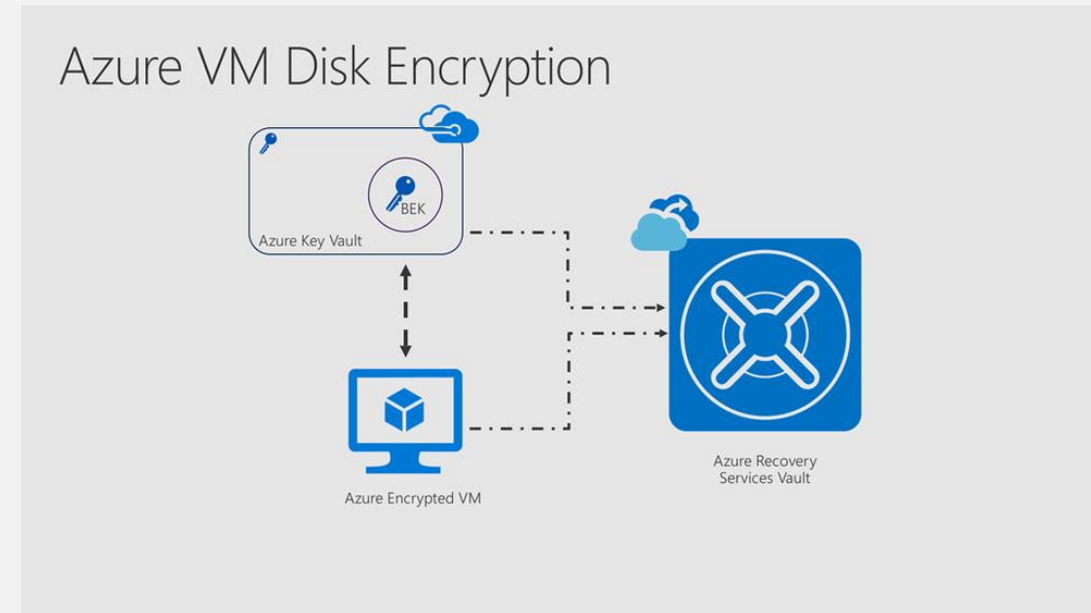 Azure VM Disk Encryption
BEK
Azure Key Vault
Azure Encrypted VM
Azure Recovery
Services Vault